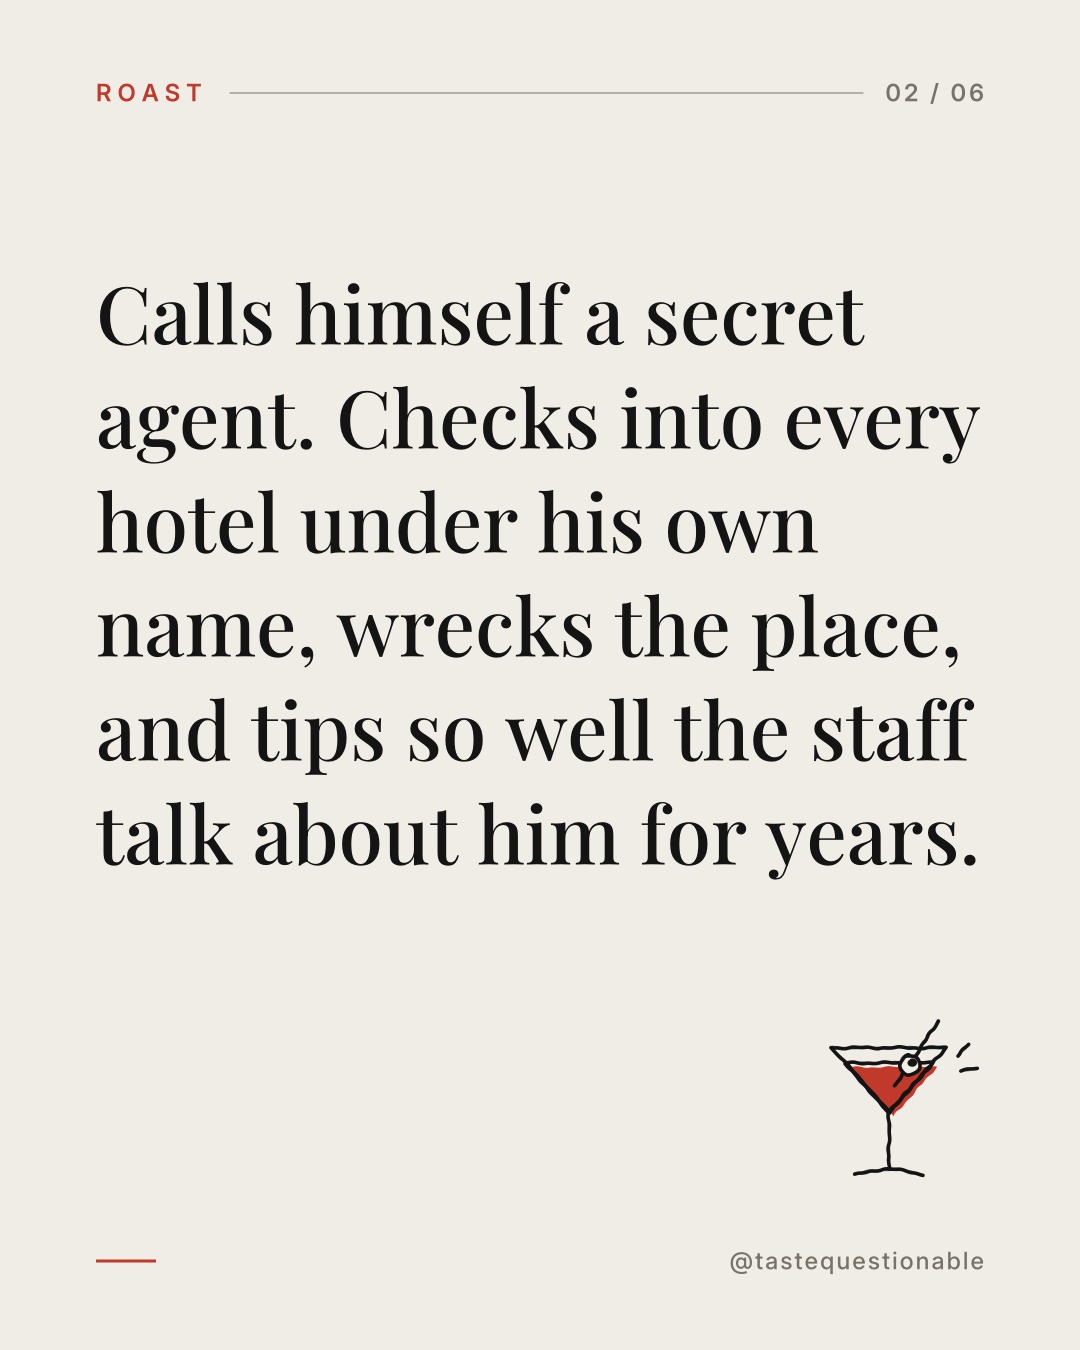 ROAST
02 / 06
Calls himself a secret
agent. Checks into every
hotel under his own
name, wrecks the place,
and tips so well the staff
talk about him for years.
@tastequestionable